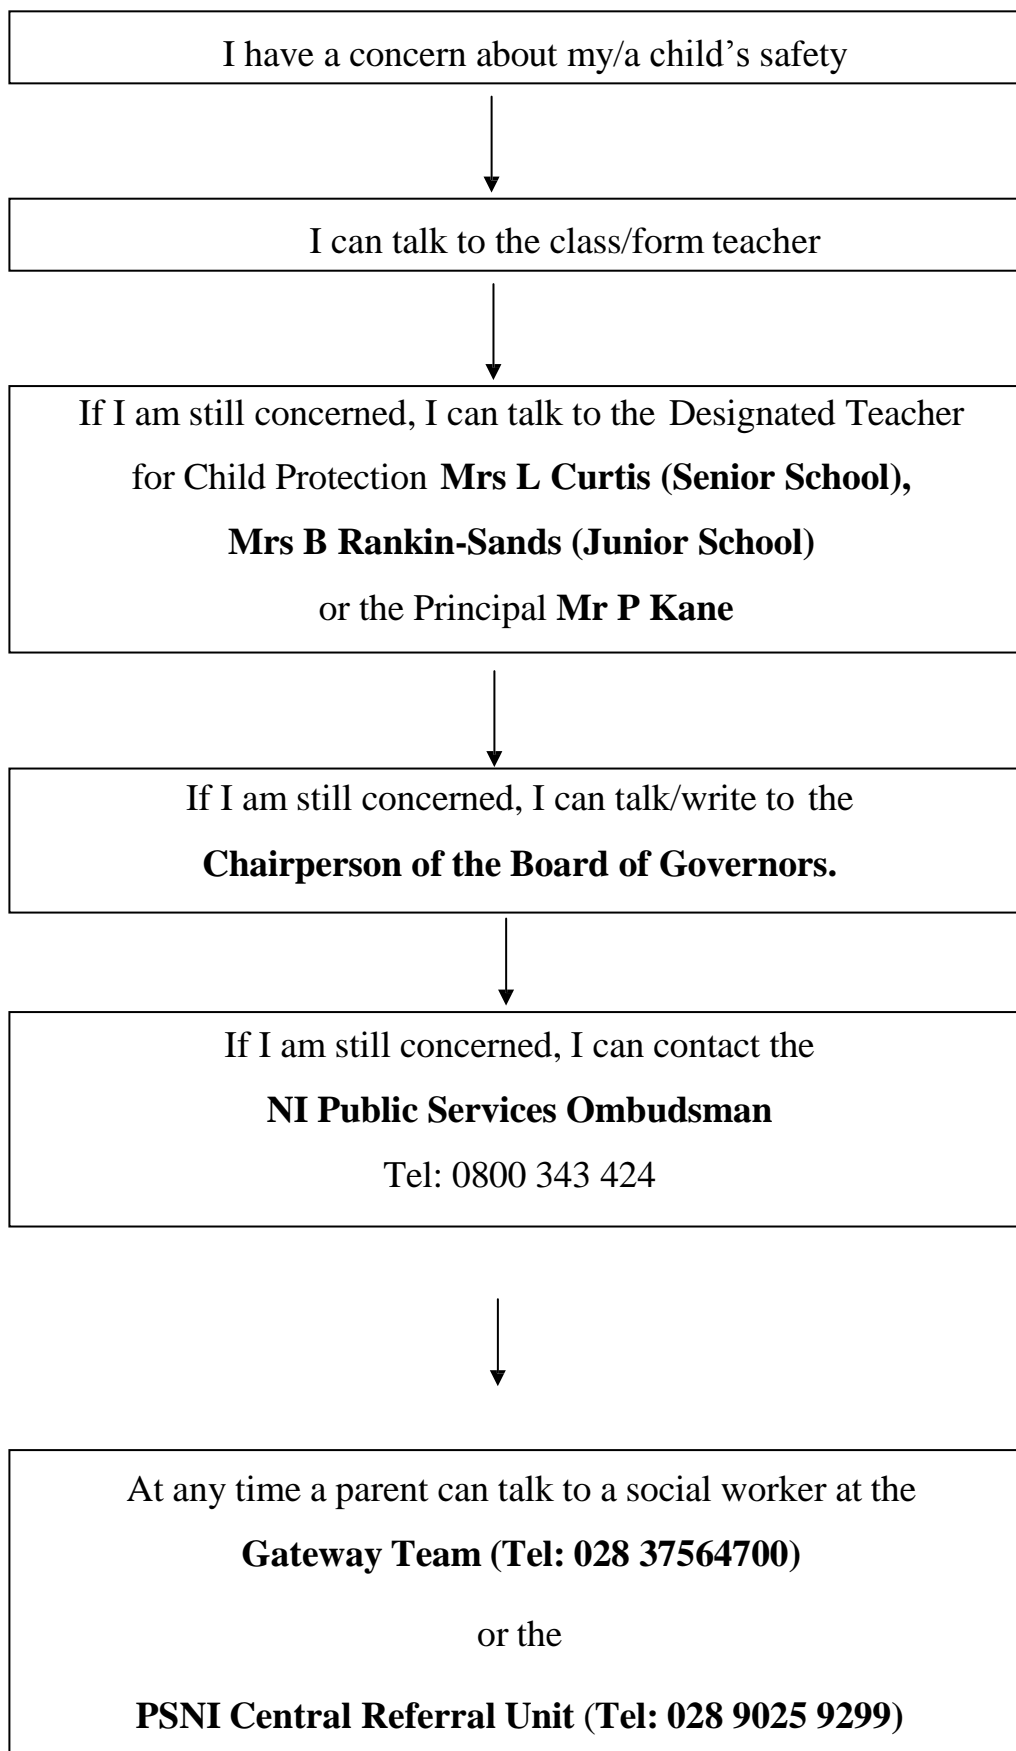 I have a concern about my/a child’s safety
I can talk to the class/form teacher
If I am still concerned, I can talk to the Designated Teacher
for Child Protection Mrs L Curtis (Senior School),
Mrs B Rankin-Sands (Junior School)
or the Principal Mr P Kane
If I am still concerned, I can talk/write to the
Chairperson of the Board of Governors.
If I am still concerned, I can contact the
NI Public Services Ombudsman
Tel: 0800 343 424
At any time a parent can talk to a social worker at the
Gateway Team (Tel: 028 37564700)
or the
PSNI Central Referral Unit (Tel: 028 9025 9299)